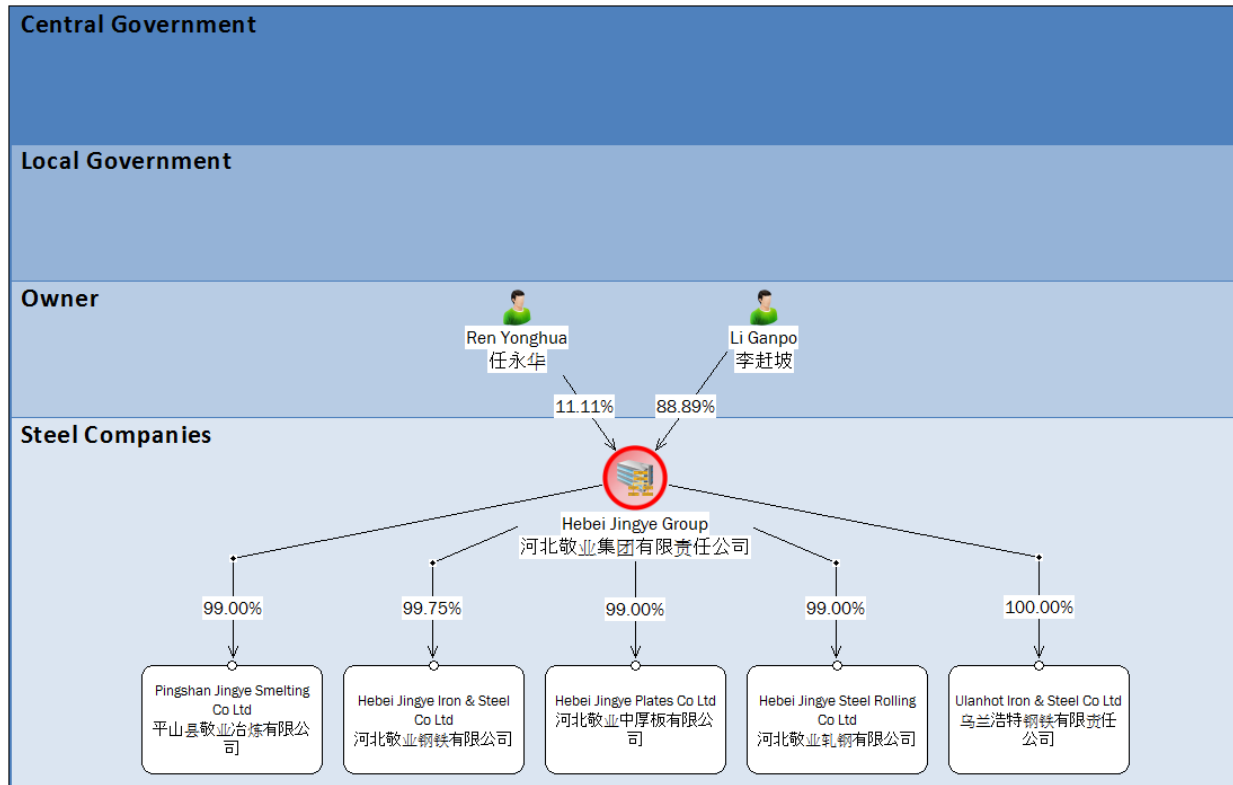 Central Government
Local Government
Owner
Ren Yonghua
任永华
Li Ganpo
李赶坡
11.11%
88.89%
Steel Companies
Hebei Jingye Group
河北敬业集团有限责任公司
99.00%
99.75%
99.00%
99.00%
100.00%
Pingshan Jingye Smelting
Co Ltd
平山县敬业冶炼有限公
司
Hebei Jingye Iron & Steel
Co Ltd
河北敬业钢铁有限公司
Hebei Jingye Plates Co Ltd
河北敬业中厚板有限公
司
Hebei Jingye Steel Rolling
Co Ltd
河北敬业轧钢有限公司
Ulanhot Iron & Steel Co Ltd
乌兰浩特钢铁有限责任
公司